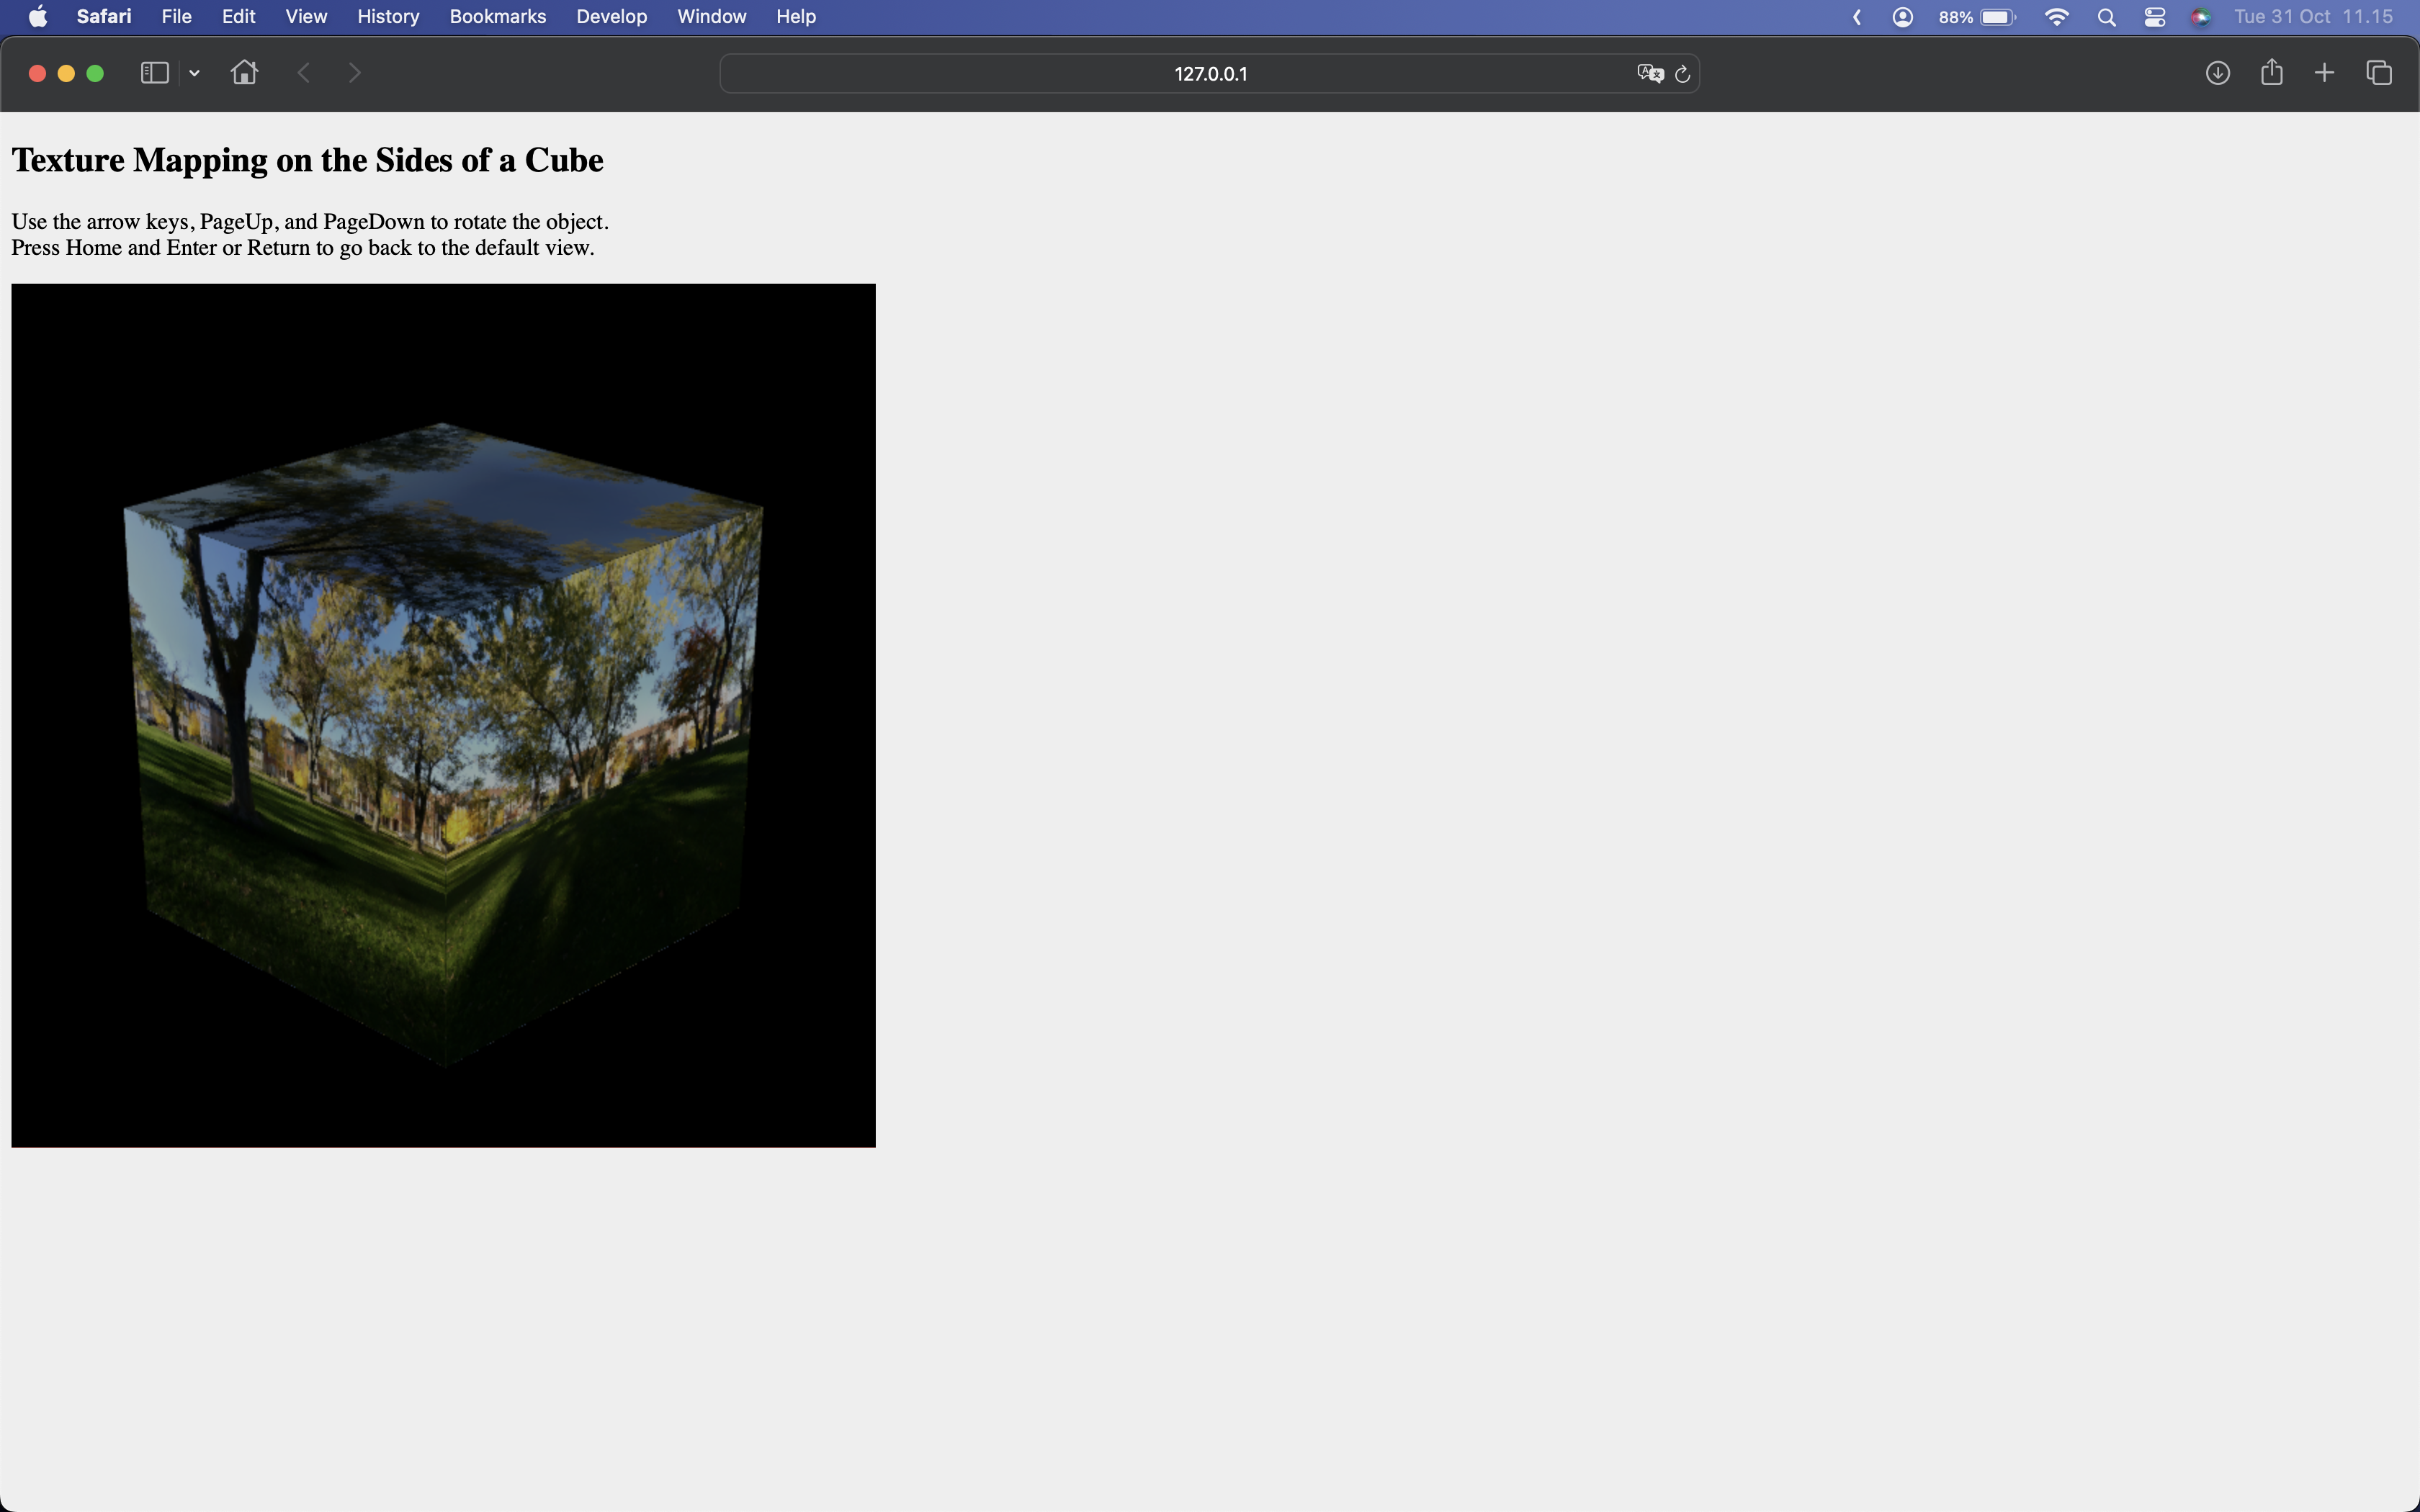 Safari File Edit View History Bookmarks Develop Window Help 88% Tue 31 Oct 11.15
127.0.0.1
Texture Mapping on the Sides of a Cube
Use the arrow keys, PageUp, and PageDown to rotate the object.
Press Home and Enter or Return to go back to the default view.